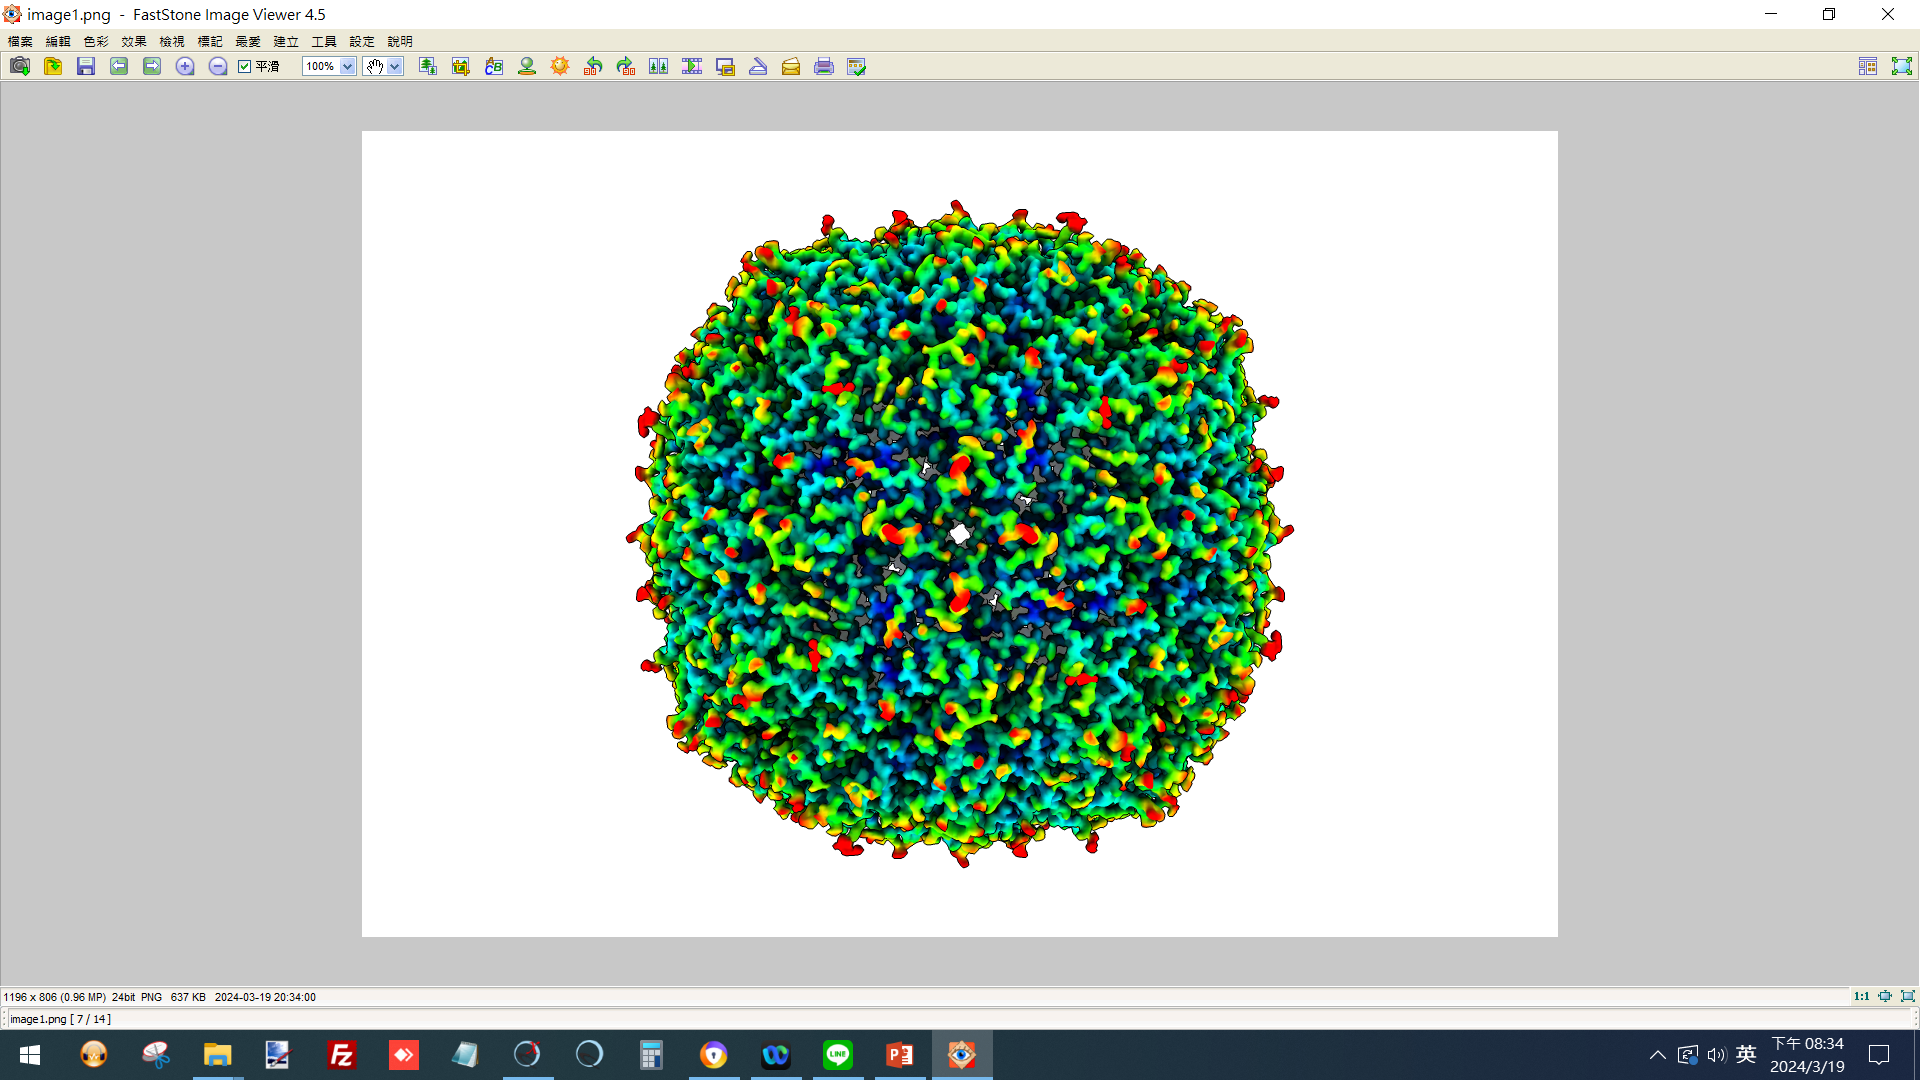 image1.png - FastStone Image Viewer 4.5
檔案 編輯 色彩 效果 檢視 標記 最愛 建立 工具 設定 說明
平滑 100%
1196 x 806 (0.96 MP) 24bit PNG 637 KB 2024-03-19 20:34:00
1:1
image1.png [ 7 / 14 ]
LINE
英
下午 08:34
2024/3/19